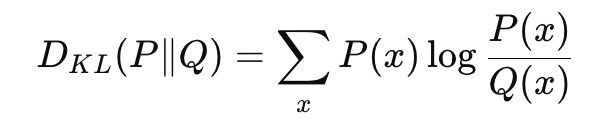 D_{KL}(P‖Q) = \sum_{x} P(x) \log \frac{P(x)}{Q(x)}